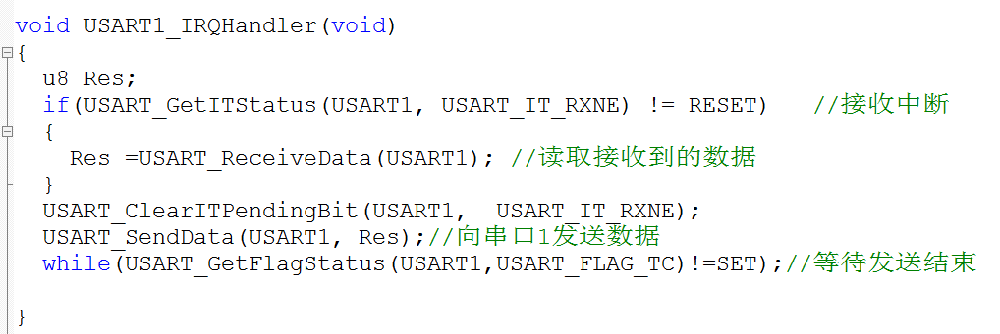 void USART1_IRQHandler(void)
{
u8 Res;
if(USART_GetITStatus(USART1, USART_IT_RXNE) != RESET) //接收中断
{
Res =USART_ReceiveData(USART1); //读取接收到的数据
}
USART_ClearITPendingBit(USART1, USART_IT_RXNE);
USART_SendData(USART1, Res);//向串口1发送数据
while(USART_GetFlagStatus(USART1,USART_FLAG_TC)!=SET);//等待发送结束
}